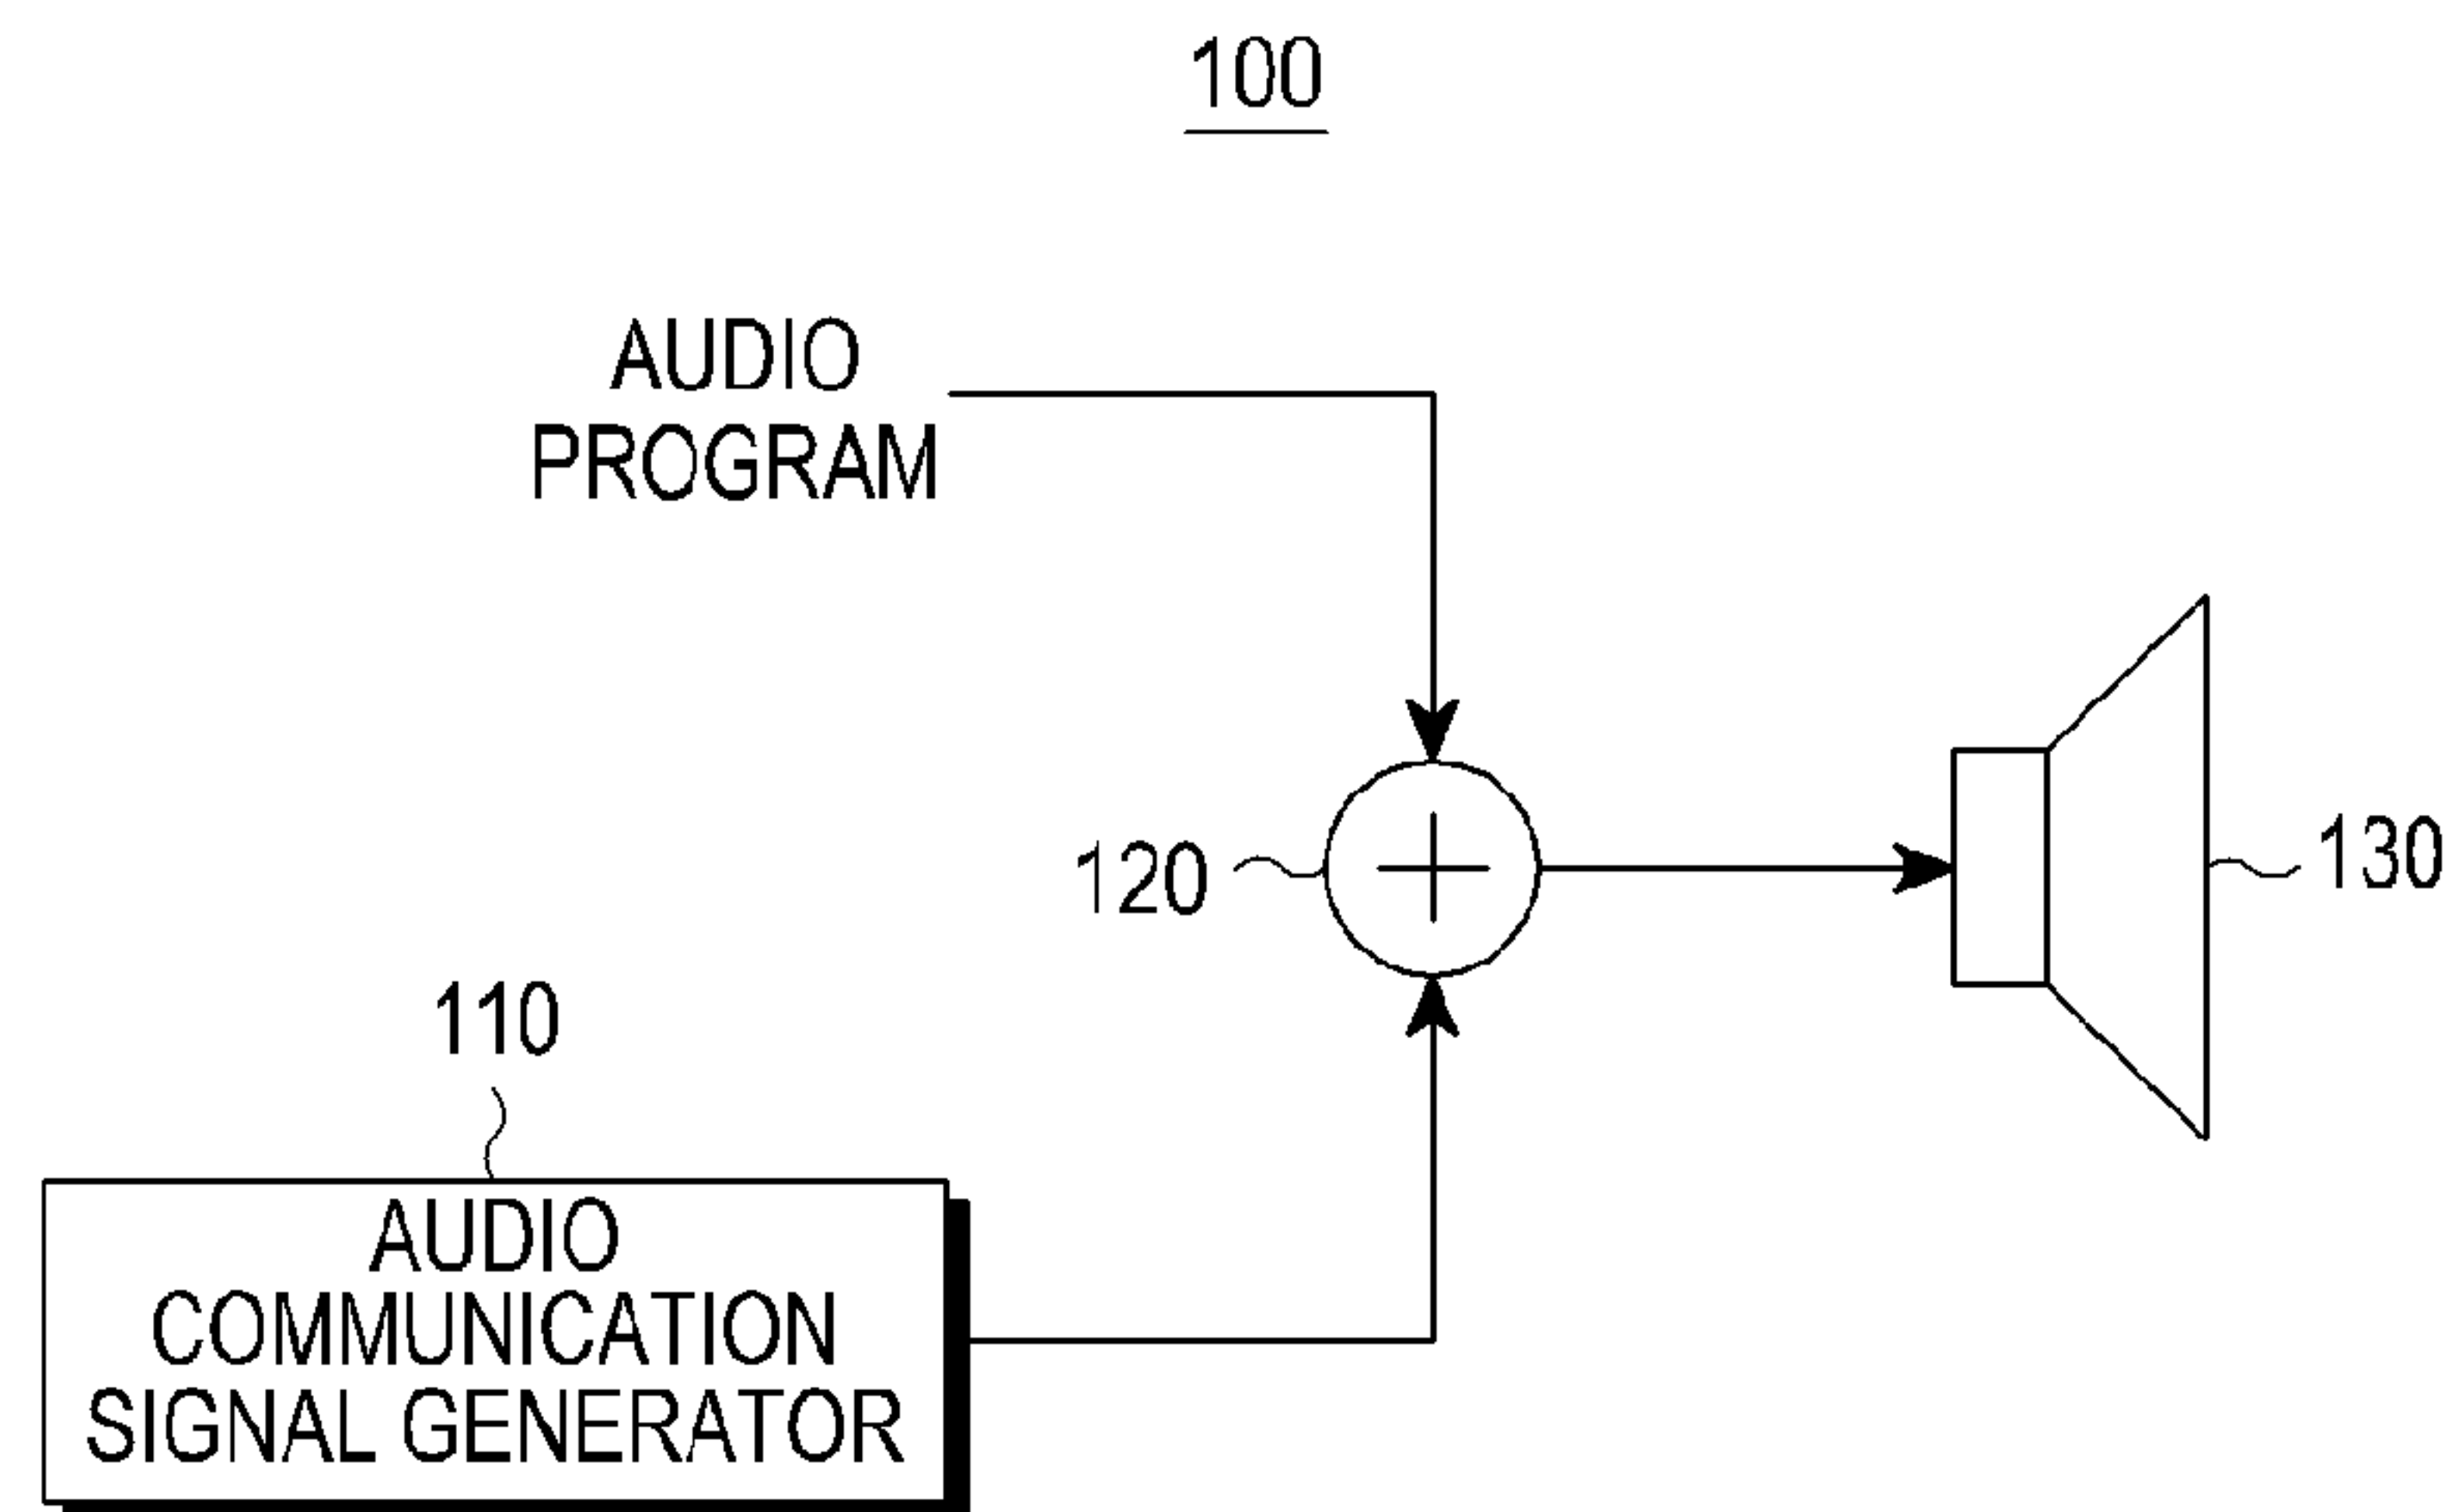 100
AUDIO
PROGRAM
120
130
110
AUDIO
COMMUNICATION
SIGNAL GENERATOR